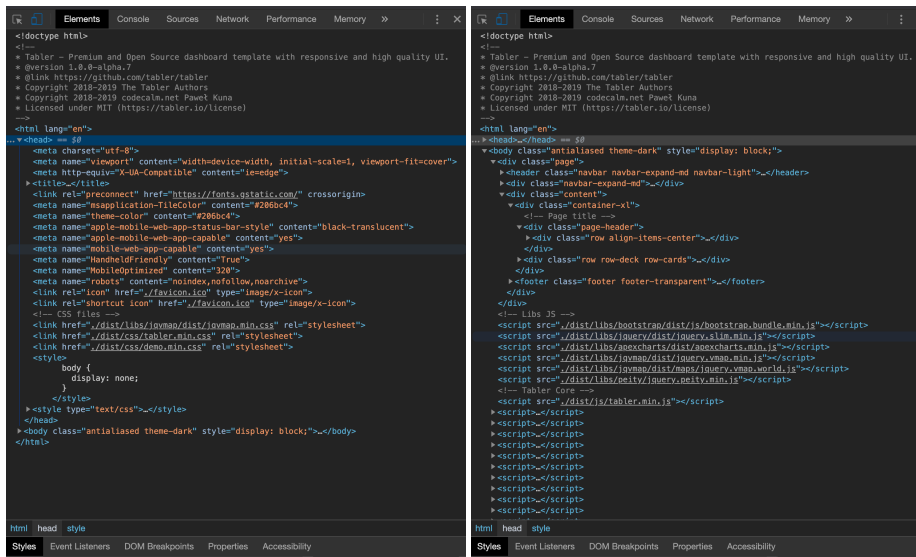 Elements Console Sources Network Performance Memory »
<!doctype html>
<!--
* Tabler - Premium and Open Source dashboard template with responsive and high quality UI.
* @version 1.0.0-alpha.7
* @link https://github.com/tabler/tabler
* Copyright 2018-2019 The Tabler Authors
* Copyright 2018-2019 codecalm.net Paweł Kuna
* Licensed under MIT (https://tabler.io/license)
-->
<html lang="en">
…▼<head> == $0
<meta charset="utf-8">
<meta name="viewport" content="width=device-width, initial-scale=1, viewport-fit=cover">
<meta http-equiv="X-UA-Compatible" content="ie=edge">
▶<title>…</title>
<link rel="preconnect" href="https://fonts.gstatic.com/" crossorigin>
<meta name="msapplication-TileColor" content="#206bc4">
<meta name="theme-color" content="#206bc4">
<meta name="apple-mobile-web-app-status-bar-style" content="black-translucent">
<meta name="apple-mobile-web-app-capable" content="yes">
<meta name="mobile-web-app-capable" content="yes">
<meta name="HandheldFriendly" content="True">
<meta name="MobileOptimized" content="320">
<meta name="robots" content="noindex,nofollow,noarchive">
<link rel="icon" href="./favicon.ico" type="image/x-icon">
<link rel="shortcut icon" href="./favicon.ico" type="image/x-icon">
<!-- CSS files -->
<link href="./dist/libs/jqvmap/dist/jqvmap.min.css" rel="stylesheet">
<link href="./dist/css/tabler.min.css" rel="stylesheet">
<link href="./dist/css/demo.min.css" rel="stylesheet">
<style>
body {
display: none;
}
</style>
▶<style type="text/css">…</style>
</head>
▶<body class="antialiased theme-dark" style="display: block;">…</body>
</html>
html head style
Styles Event Listeners DOM Breakpoints Properties Accessibility
Elements Console Sources Network Performance Memory »
<!doctype html>
<!--
* Tabler - Premium and Open Source dashboard template with responsive and high quality UI.
* @version 1.0.0-alpha.7
* @link https://github.com/tabler/tabler
* Copyright 2018-2019 The Tabler Authors
* Copyright 2018-2019 codecalm.net Paweł Kuna
* Licensed under MIT (https://tabler.io/license)
-->
<html lang="en">
…▶<head>…</head> == $0
▼<body class="antialiased theme-dark" style="display: block;">
▼<div class="page">
▶<header class="navbar navbar-expand-md navbar-light">…</header>
▶<div class="navbar-expand-md">…</div>
▼<div class="content">
▼<div class="container-xl">
<!-- Page title -->
▼<div class="page-header">
▶<div class="row align-items-center">…</div>
</div>
▶<div class="row row-deck row-cards">…</div>
</div>
▶<footer class="footer footer-transparent">…</footer>
</div>
</div>
<!-- Libs JS -->
<script src="./dist/libs/bootstrap/dist/js/bootstrap.bundle.min.js"></script>
<script src="./dist/libs/jquery/dist/jquery.slim.min.js"></script>
<script src="./dist/libs/apexcharts/dist/apexcharts.min.js"></script>
<script src="./dist/libs/jqvmap/dist/jquery.vmap.min.js"></script>
<script src="./dist/libs/jqvmap/dist/maps/jquery.vmap.world.js"></script>
<script src="./dist/libs/peity/jquery.peity.min.js"></script>
<!-- Tabler Core -->
<script src="./dist/js/tabler.min.js"></script>
▶<script>…</script>
▶<script>…</script>
▶<script>…</script>
▶<script>…</script>
▶<script>…</script>
▶<script>…</script>
▶<script>…</script>
▶<script>…</script>
▶<script>…</script>
▶<script>…</script>
html head style
Styles Event Listeners DOM Breakpoints Properties Accessibility